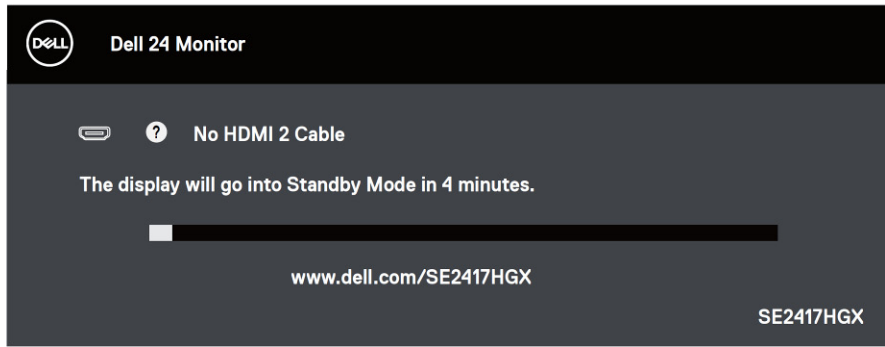 DELL
Dell 24 Monitor
? No HDMI 2 Cable
The display will go into Standby Mode in 4 minutes.
www.dell.com/SE2417HGX
SE2417HGX